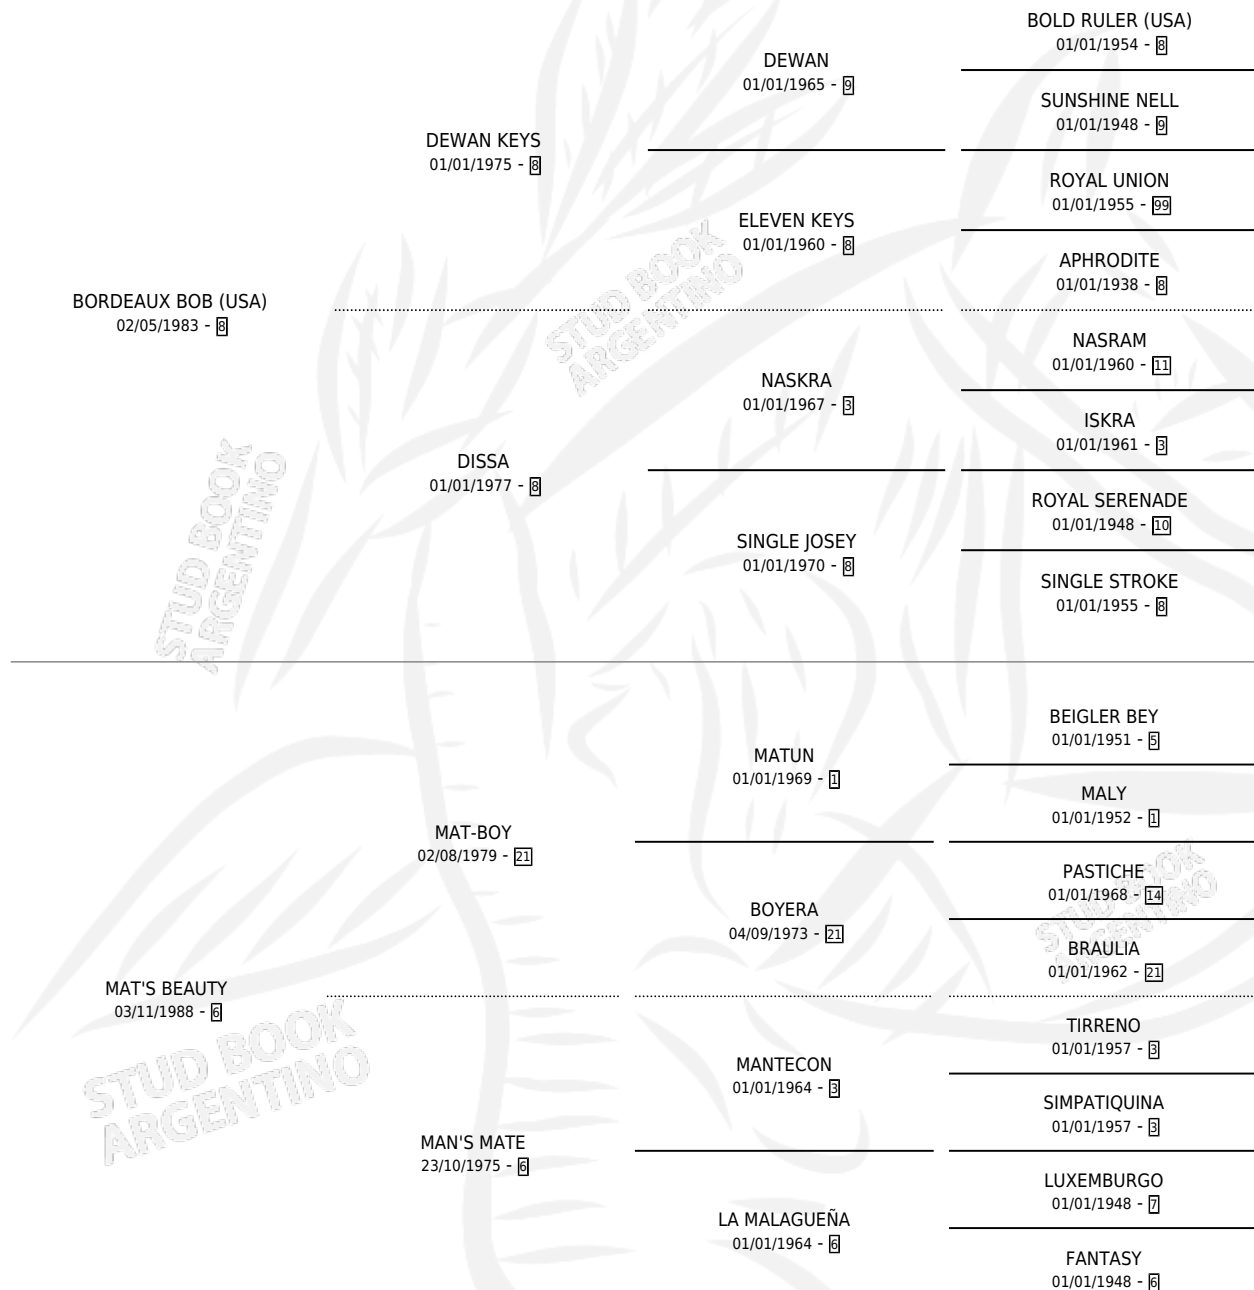 BOLD RULER (USA)
01/01/1954 - 8
DEWAN
01/01/1965 - 9
SUNSHINE NELL
01/01/1948 - 9
DEWAN KEYS
01/01/1975 - 8
ROYAL UNION
01/01/1955 - 99
ELEVEN KEYS
01/01/1960 - 8
APHRODITE
01/01/1938 - 8
BORDEAUX BOB (USA)
02/05/1983 - 8
STUD BOOK
ARGENTINO
NASRAM
01/01/1960 - 11
NASKRA
01/01/1967 - 3
ISKRA
01/01/1961 - 3
DISSA
01/01/1977 - 8
ROYAL SERENADE
01/01/1948 - 10
SINGLE JOSEY
01/01/1970 - 8
SINGLE STROKE
01/01/1955 - 8
STUD BOOK
ARGENTINO
BEIGLER BEY
01/01/1951 - 5
MATUN
01/01/1969 - 1
MALY
01/01/1952 - 1
MAT-BOY
02/08/1979 - 21
PASTICHE
01/01/1968 - 14
BOYERA
04/09/1973 - 21
BRAULIA
01/01/1962 - 21
STUD BOOK
ARGENTINO
MAT'S BEAUTY
03/11/1988 - 6
TIRRENO
01/01/1957 - 3
MANTECON
01/01/1964 - 3
SIMPATIQUINA
01/01/1957 - 3
STUD BOOK
ARGENTINO
MAN'S MATE
23/10/1975 - 6
LUXEMBURGO
01/01/1948 - 7
LA MALAGUEÑA
01/01/1964 - 6
FANTASY
01/01/1948 - 6